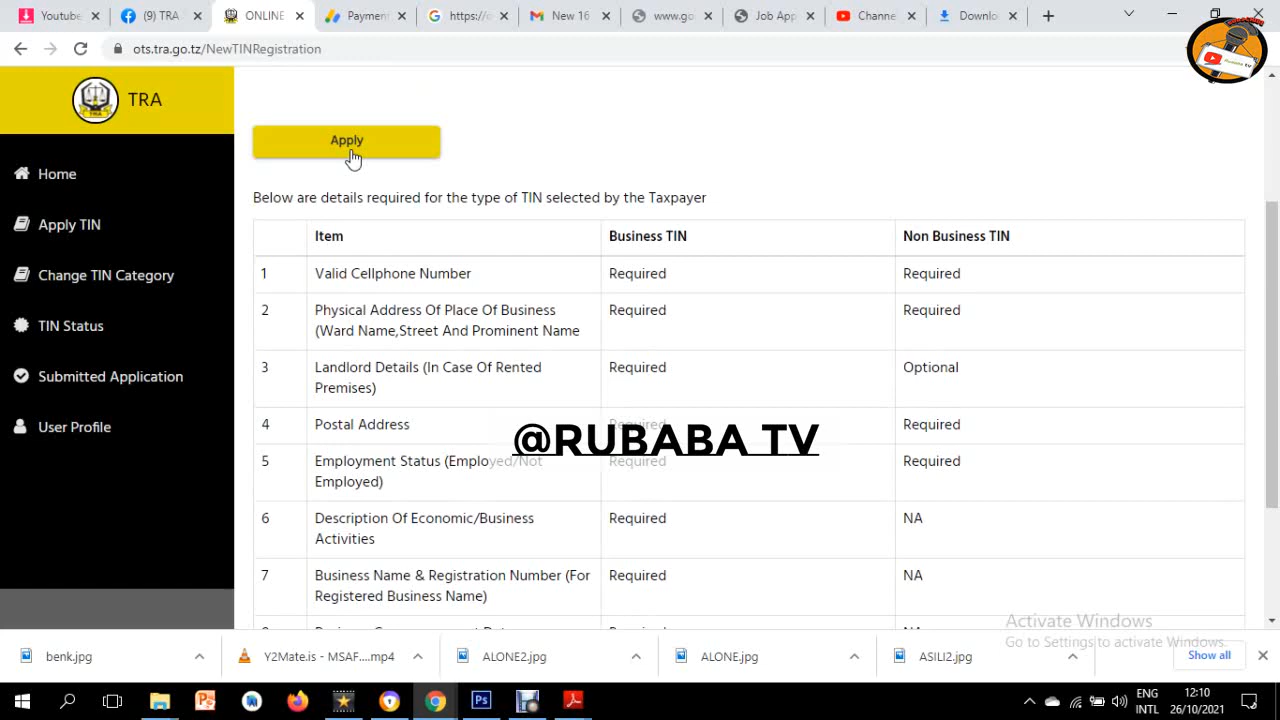 Youtube
(9) TRA
ONLINE
Paymen
https://
New 16
www.go
Job Ap
Channe
Downlo
ots.tra.go.tz/NewTINRegistration
Rubaba TV
TRA
TRA
Home
Apply TIN
Change TIN Category
TIN Status
Submitted Application
User Profile
Apply
Below are details required for the type of TIN selected by the Taxpayer
Item Business TIN Non Business TIN
1 Valid Cellphone Number Required Required
2 Physical Address Of Place Of Business Required Required
(Ward Name,Street And Prominent Name
3 Landlord Details (In Case Of Rented Required Optional
Premises)
4 Postal Address Required Required
@RUBABA TV
5 Employment Status (Employed/Not Required Required
Employed)
6 Description Of Economic/Business Required NA
Activities
7 Business Name & Registration Number (For Required NA
Registered Business Name)
Activate Windows
Go to Settings to activate Windows.
benk.jpg
Y2Mate.is - MSAF....mp4
ALONE2.jpg
ALONE.jpg
ASILI2.jpg
Show all
ENG
INTL
12:10
26/10/2021